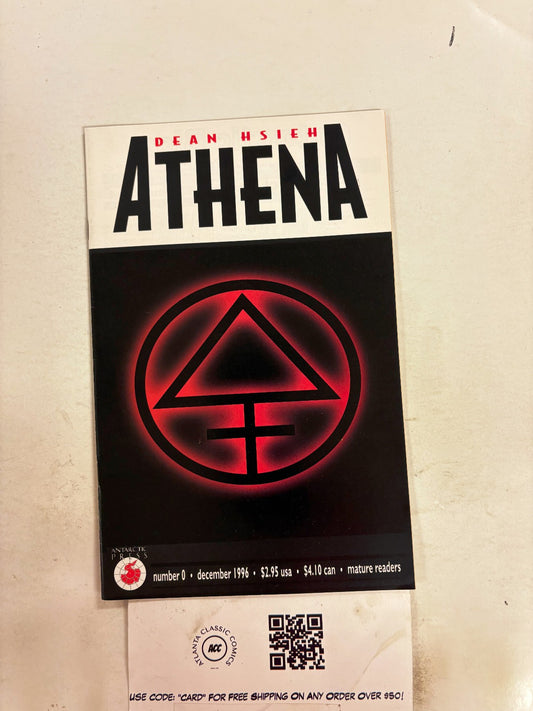 DEAN HSIEH
ATHENA
ANTARCTIC
PRESS
number 0 • december 1996 • $2.95 usa • $4.10 can • mature readers
ATLANTA CLASSIC COMICS
ACC
USE CODE: "CARD" FOR FREE SHIPPING ON ANY ORDER OVER $50!